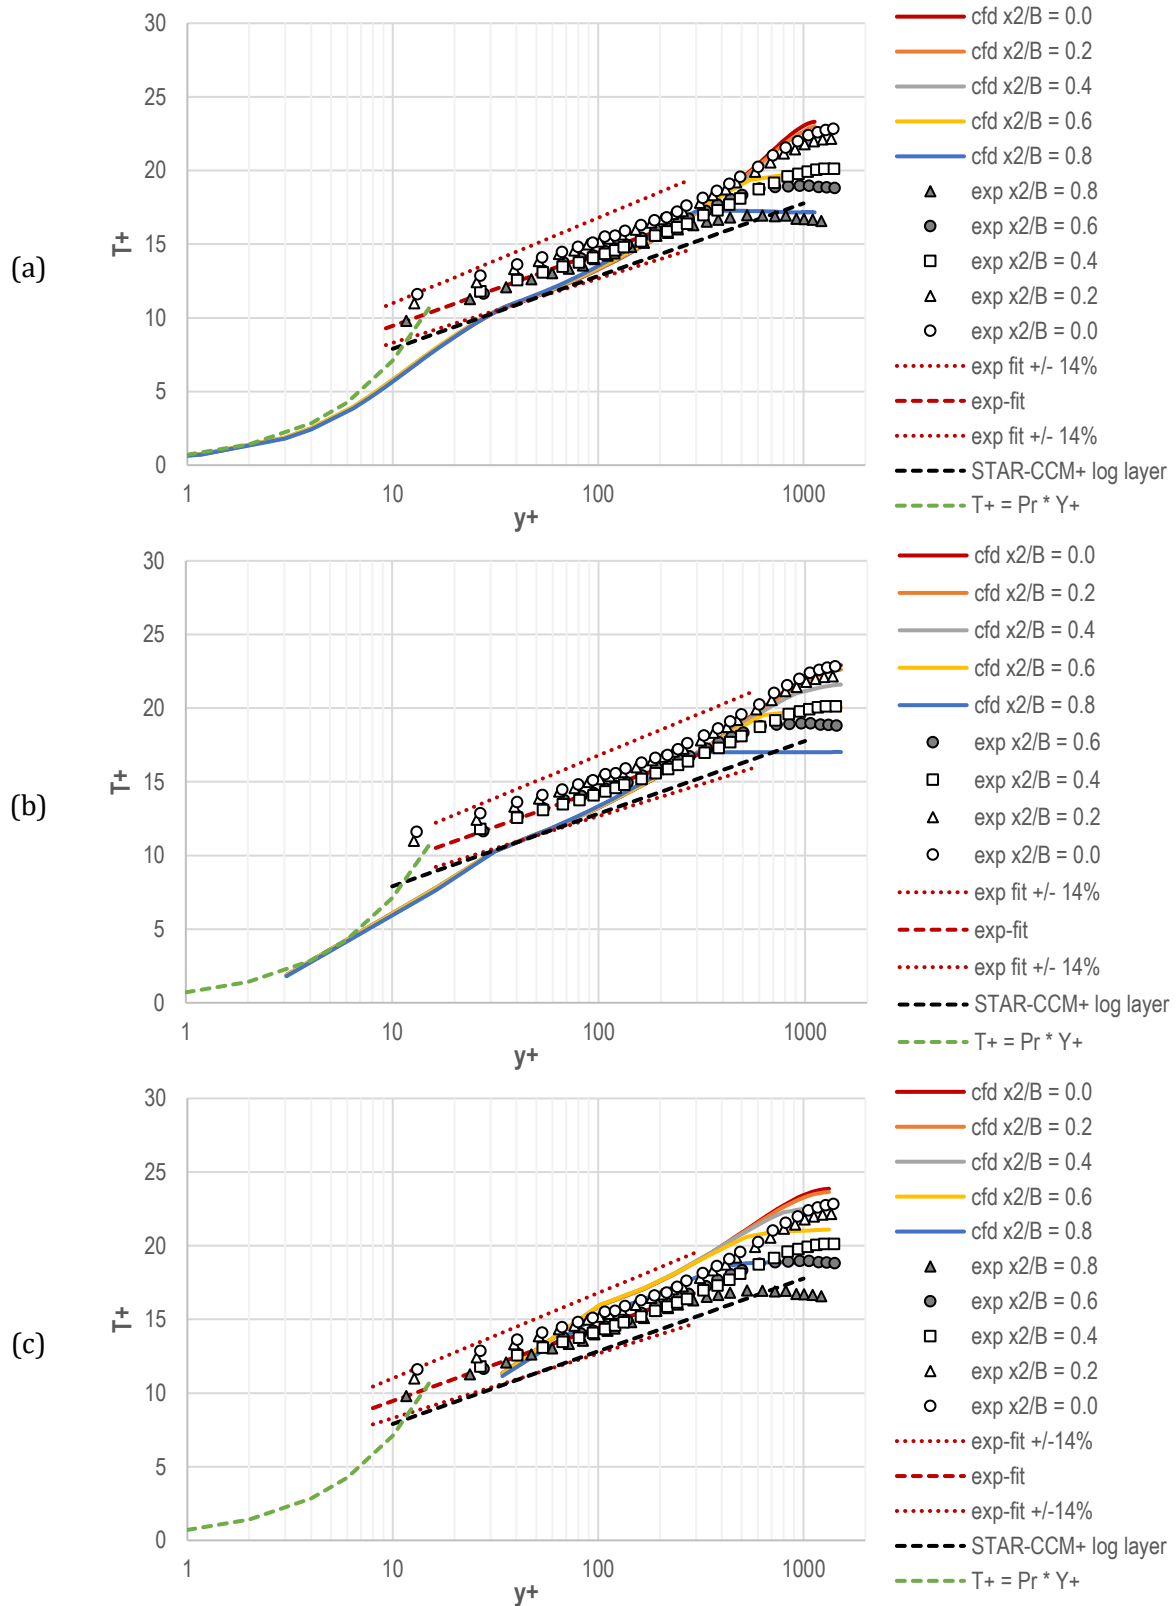 (a)
T+
30
25
20
15
10
5
0
1
10
100
1000
y+
cfd x2/B = 0.0
cfd x2/B = 0.2
cfd x2/B = 0.4
cfd x2/B = 0.6
cfd x2/B = 0.8
exp x2/B = 0.8
exp x2/B = 0.6
exp x2/B = 0.4
exp x2/B = 0.2
exp x2/B = 0.0
exp fit +/- 14%
exp-fit
exp fit +/- 14%
STAR-CCM+ log layer
T+ = Pr * Y+
(b)
T+
30
25
20
15
10
5
0
1
10
100
1000
y+
cfd x2/B = 0.0
cfd x2/B = 0.2
cfd x2/B = 0.4
cfd x2/B = 0.6
cfd x2/B = 0.8
exp x2/B = 0.6
exp x2/B = 0.4
exp x2/B = 0.2
exp x2/B = 0.0
exp fit +/- 14%
exp-fit
exp fit +/- 14%
STAR-CCM+ log layer
T+ = Pr * Y+
(c)
T+
30
25
20
15
10
5
0
1
10
100
1000
y+
cfd x2/B = 0.0
cfd x2/B = 0.2
cfd x2/B = 0.4
cfd x2/B = 0.6
cfd x2/B = 0.8
exp x2/B = 0.8
exp x2/B = 0.6
exp x2/B = 0.4
exp x2/B = 0.2
exp x2/B = 0.0
exp-fit +/-14%
exp-fit
exp-fit +/-14%
STAR-CCM+ log layer
T+ = Pr * Y+